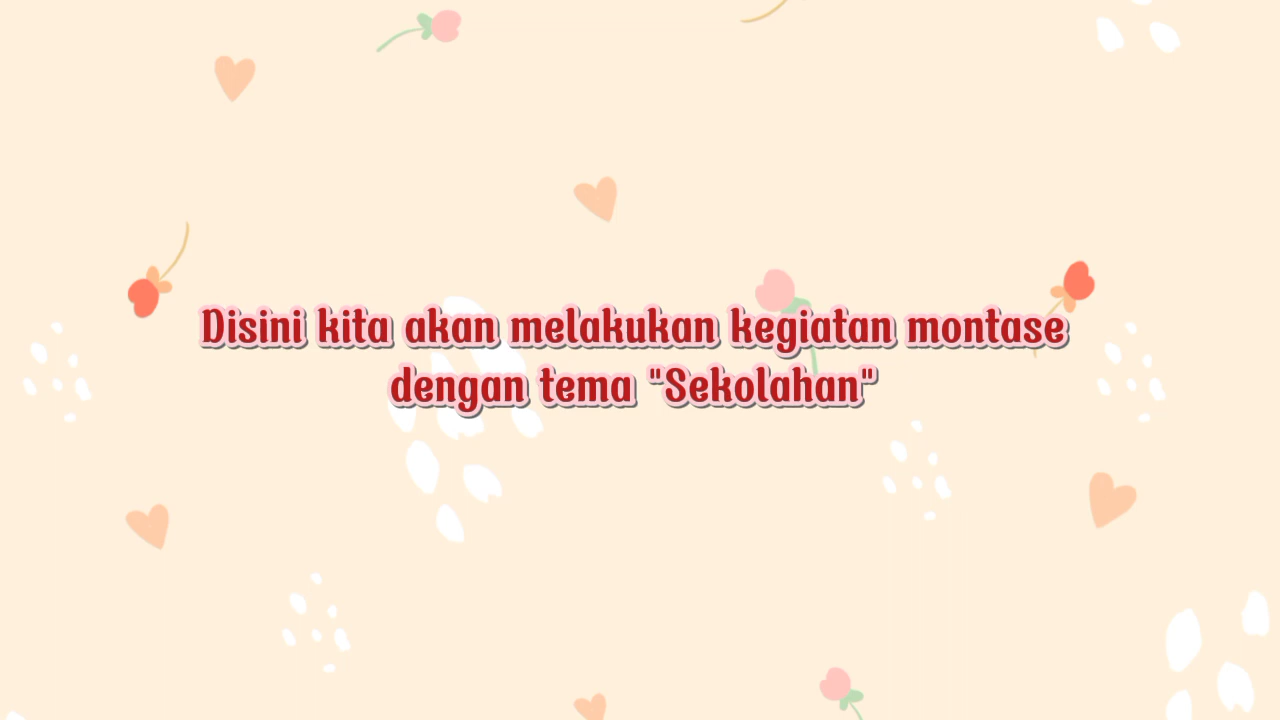 Disini kita akan melakukan kegiatan montase
dengan tema "Sekolahan"